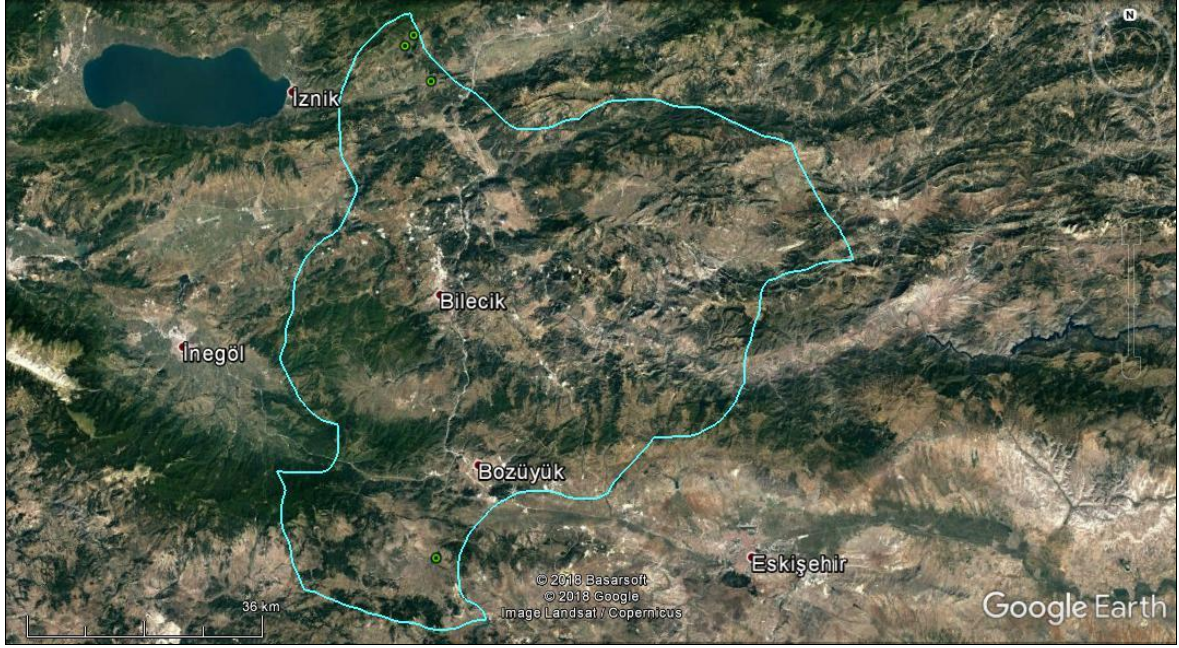 N
İznik
Bilecik
İnegöl
Bozüyük
Eskişehir
© 2018 Basarsoft
© 2018 Google
Image Landsat / Copernicus
36 km
Google Earth